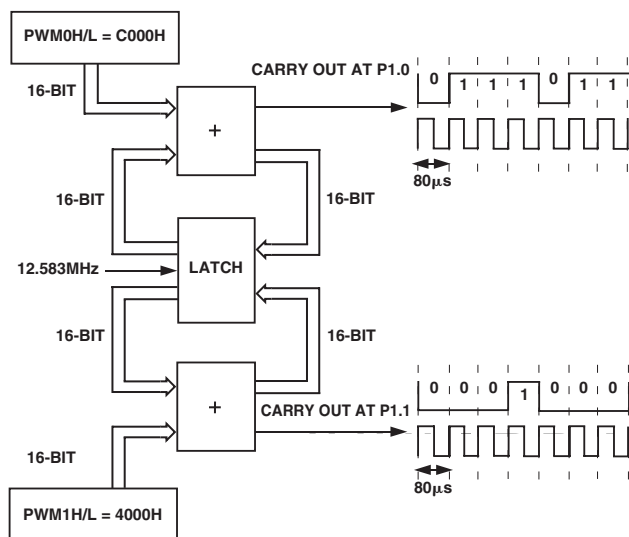 PWM0H/L = C000H
CARRY OUT AT P1.0
0 1 1 1 0 1 1
16-BIT
+
80µs
16-BIT
16-BIT
12.583MHz
LATCH
16-BIT
16-BIT
0 0 0 1 0 0 0
+
CARRY OUT AT P1.1
16-BIT
80µs
PWM1H/L = 4000H